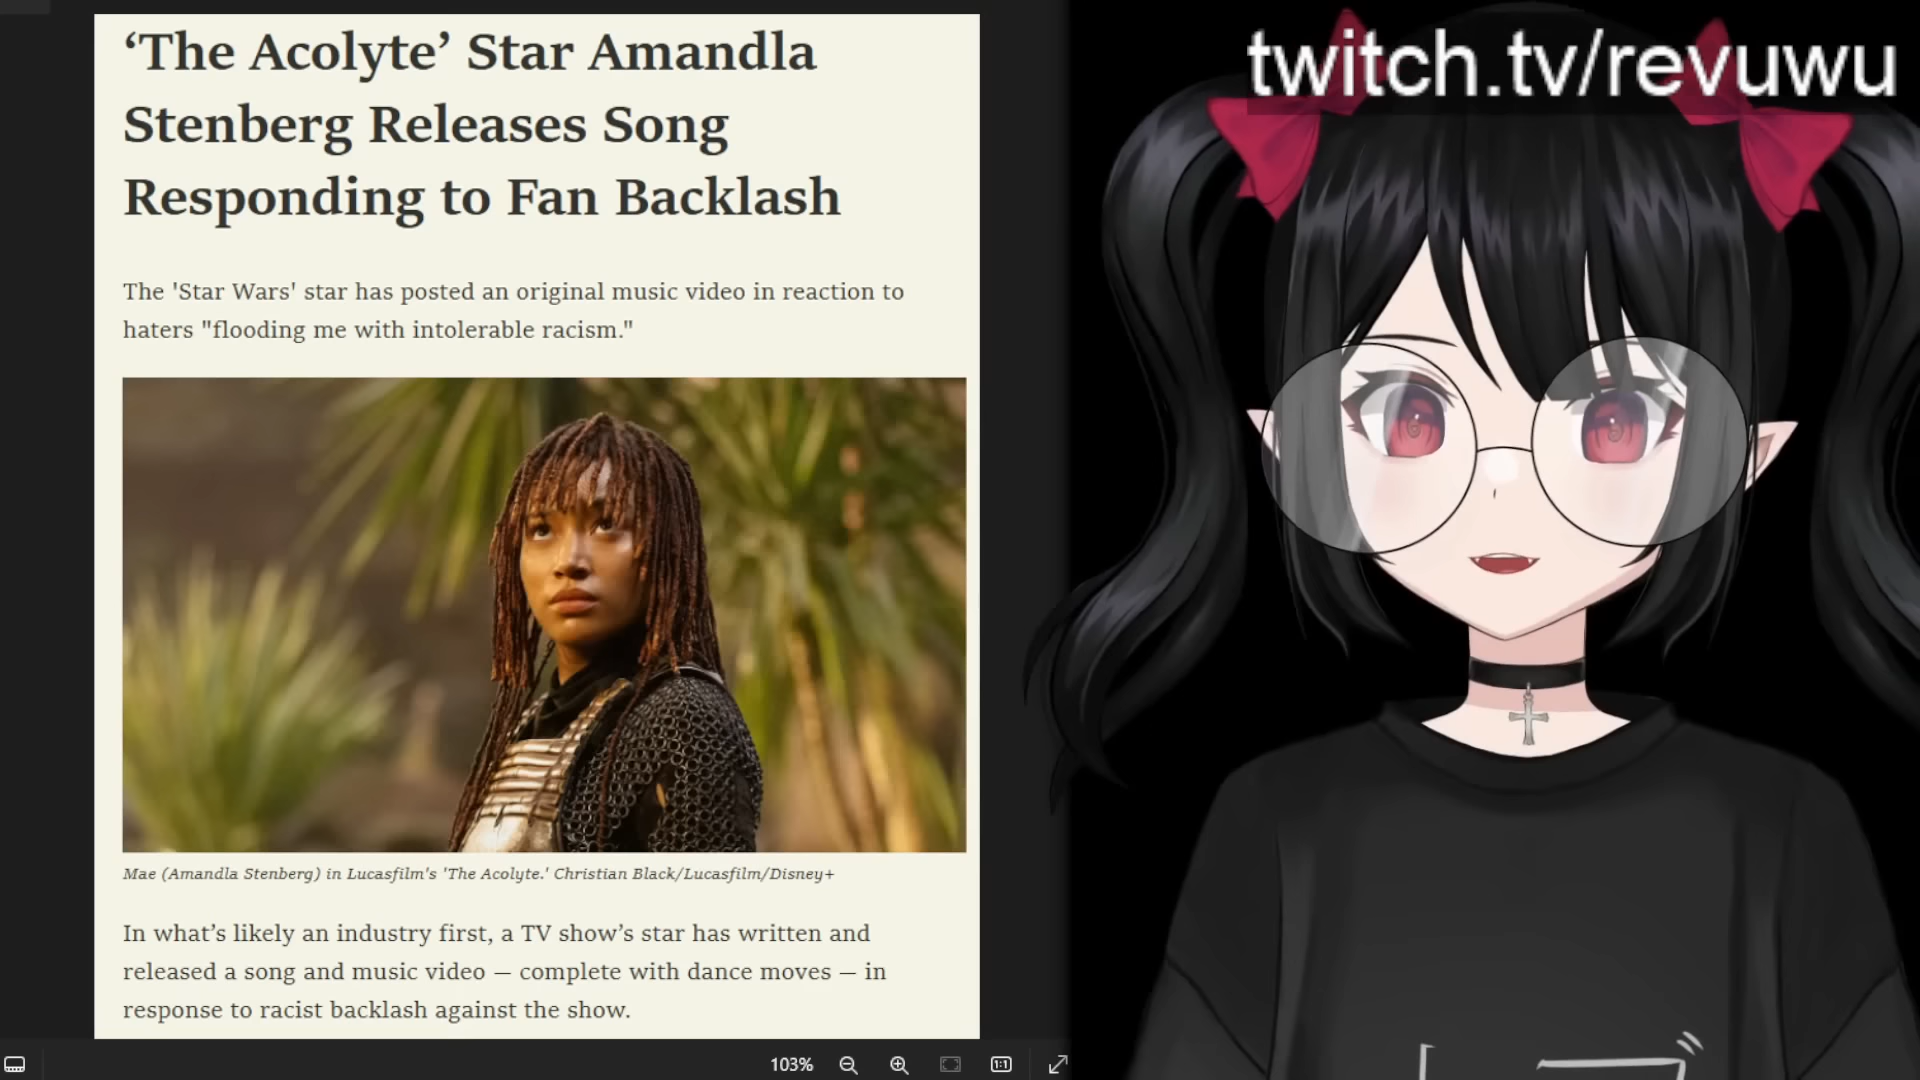 twitch.tv/revuwu
‘The Acolyte’ Star Amandla
Stenberg Releases Song
Responding to Fan Backlash
The 'Star Wars' star has posted an original music video in reaction to
haters "flooding me with intolerable racism."
Mae (Amandla Stenberg) in Lucasfilm's 'The Acolyte.' Christian Black/Lucasfilm/Disney+
In what’s likely an industry first, a TV show’s star has written and
released a song and music video — complete with dance moves — in
response to racist backlash against the show.
103%
1:1